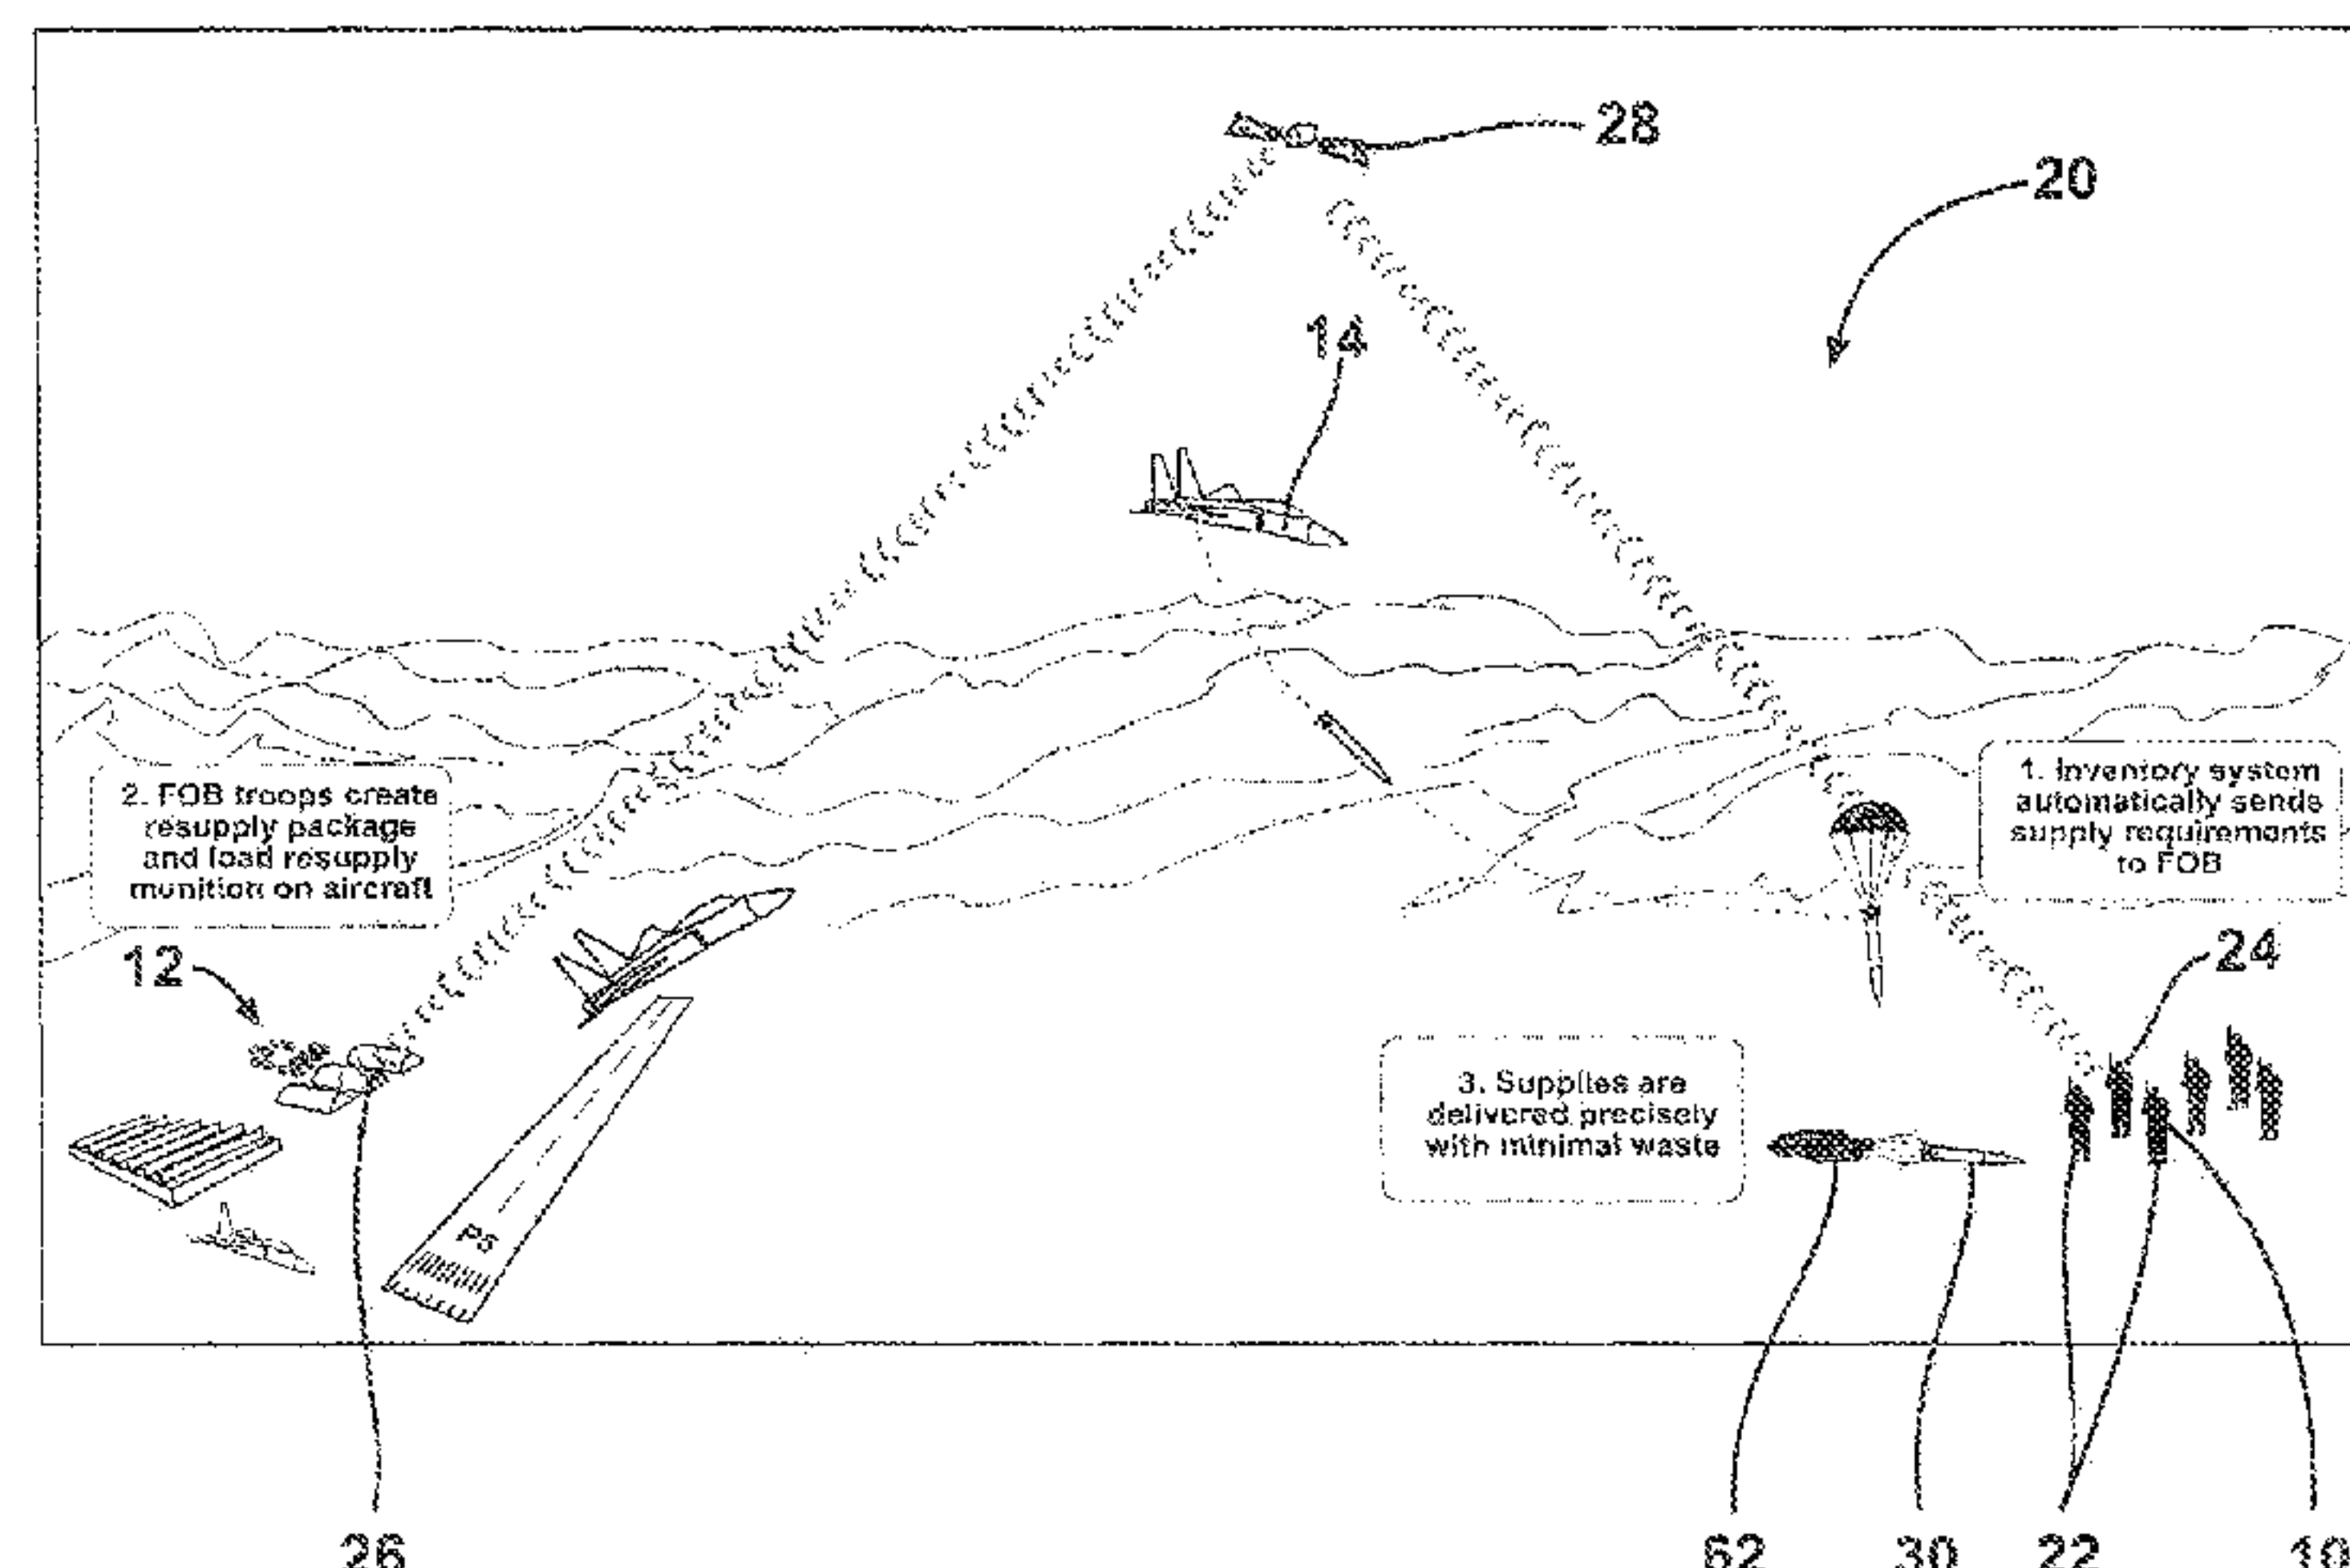 28
20
14
2. FOB troops create
resupply package
and load resupply
munition on aircraft
1. Inventory system
automatically sends
supply requirements
to FOB
12
24
3. Supplies are
delivered precisely
with minimal waste
26
62
30
22